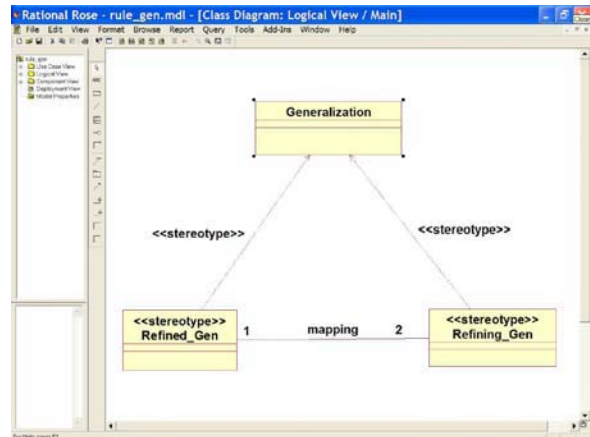 Rational Rose - rule_gen.mdl - [Class Diagram: Logical View / Main]
File Edit View Format Browse Report Query Tools Add-Ins Window Help
rule_gen
Use Case View
Logical View
Component View
Deployment View
Model Properties
ABC
Generalization
<<stereotype>>
<<stereotype>>
<<stereotype>>
Refined_Gen
1
mapping
2
<<stereotype>>
Refining_Gen